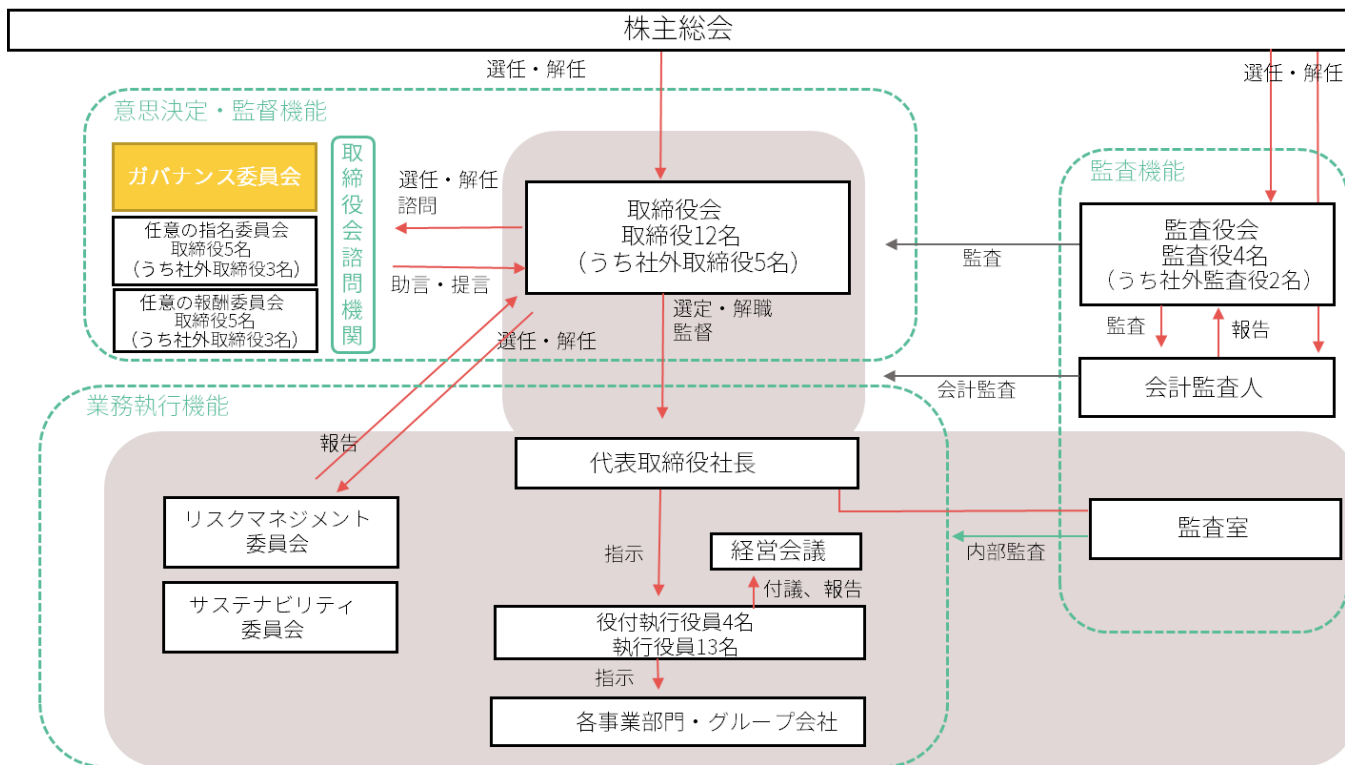 株主総会
選任・解任
選任・解任
意思決定・監督機能
ガバナンス委員会
任意の指名委員会
取締役5名
（うち社外取締役3名）
任意の報酬委員会
取締役5名
（うち社外取締役3名）
取締役会諮問機関
選任・解任
諮問
助言・提言
取締役会
取締役12名
（うち社外取締役5名）
選定・解職
監督
選任・解任
報告
監査機能
監査役会
監査役4名
（うち社外監査役2名）
監査
監査
報告
会計監査人
会計監査
業務執行機能
代表取締役社長
リスクマネジメント
委員会
サステナビリティ
委員会
指示
経営会議
付議、報告
役付執行役員4名
執行役員13名
指示
各事業部門・グループ会社
監査室
内部監査